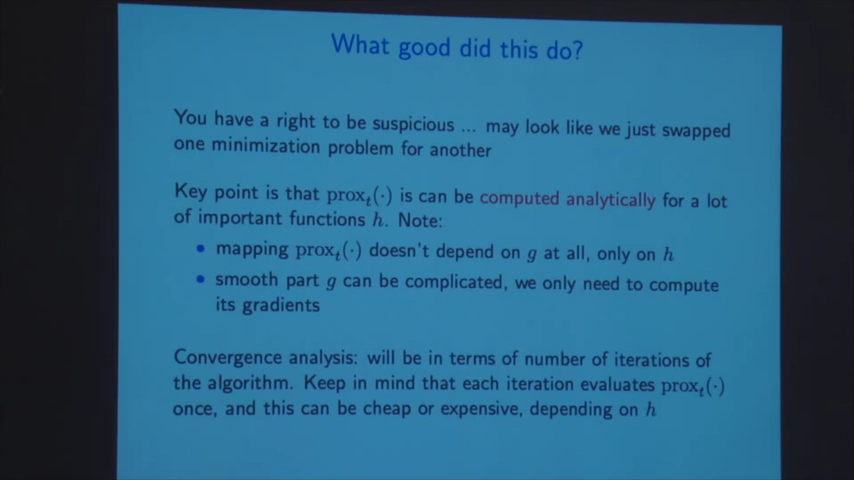 What good did this do?
You have a right to be suspicious ... may look like we just swapped
one minimization problem for another
Key point is that prox_t(·) is can be computed analytically for a lot
of important functions h. Note:
• mapping prox_t(·) doesn't depend on g at all, only on h
• smooth part g can be complicated, we only need to compute
its gradients
Convergence analysis: will be in terms of number of iterations of
the algorithm. Keep in mind that each iteration evaluates prox_t(·)
once, and this can be cheap or expensive, depending on h